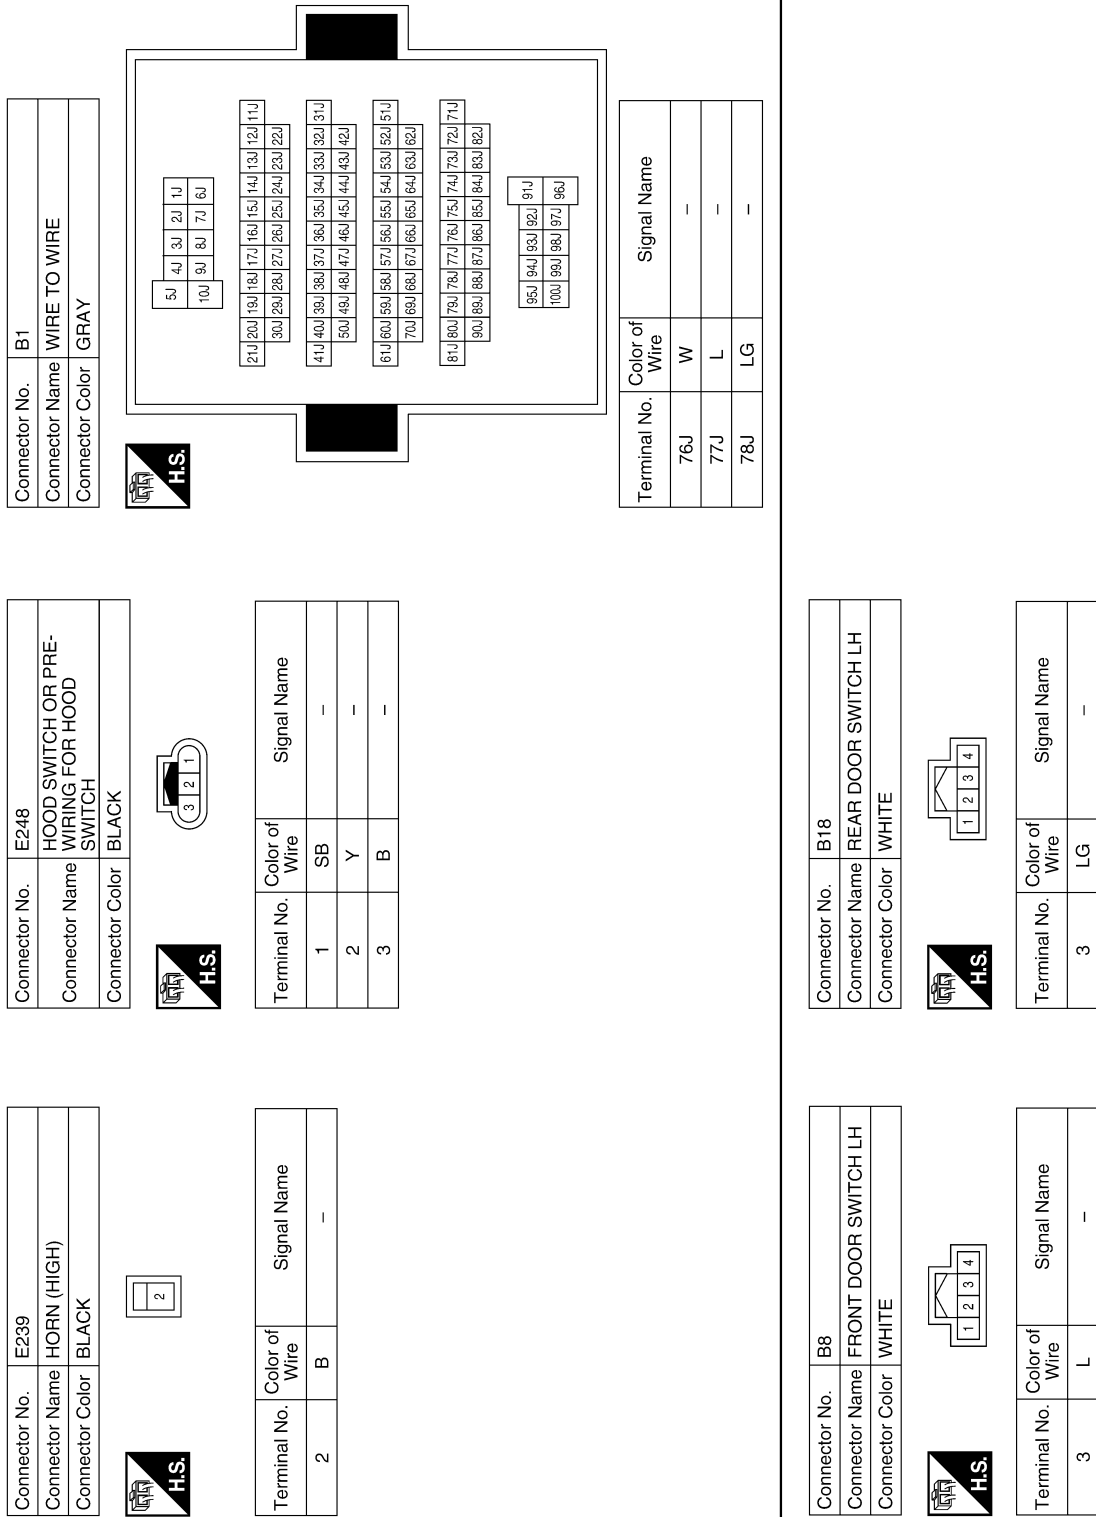 Connector No. E239
Connector Name HORN (HIGH)
Connector Color BLACK
H.S.
2
Terminal No. Color of Wire Signal Name
2 B –
Connector No. E248
Connector Name HOOD SWITCH OR PRE-
WIRING FOR HOOD
SWITCH
Connector Color BLACK
H.S.
3 2 1
Terminal No. Color of Wire Signal Name
1 SB –
2 Y –
3 B –
Connector No. B1
Connector Name WIRE TO WIRE
Connector Color GRAY
H.S.
5J 4J 3J 2J 1J
10J 9J 8J 7J 6J
21J 20J 19J 18J 17J 16J 15J 14J 13J 12J 11J
30J 29J 28J 27J 26J 25J 24J 23J 22J
41J 40J 39J 38J 37J 36J 35J 34J 33J 32J 31J
50J 49J 48J 47J 46J 45J 44J 43J 42J
61J 60J 59J 58J 57J 56J 55J 54J 53J 52J 51J
70J 69J 68J 67J 66J 65J 64J 63J 62J
81J 80J 79J 78J 77J 76J 75J 74J 73J 72J 71J
90J 89J 88J 87J 86J 85J 84J 83J 82J
95J 94J 93J 92J 91J
100J 99J 98J 97J 96J
Terminal No. Color of Wire Signal Name
76J W –
77J L –
78J LG –
Connector No. B8
Connector Name FRONT DOOR SWITCH LH
Connector Color WHITE
H.S.
1 2 3 4
Terminal No. Color of Wire Signal Name
3 L –
Connector No. B18
Connector Name REAR DOOR SWITCH LH
Connector Color WHITE
H.S.
1 2 3 4
Terminal No. Color of Wire Signal Name
3 LG –